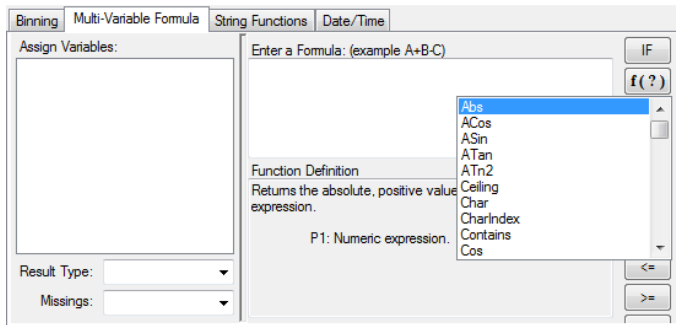 Binning
Multi-Variable Formula
String Functions
Date/Time
Assign Variables:
Enter a Formula: (example A+B-C)
IF
f(?)
Abs
ACos
ASin
ATan
ATn2
Ceiling
Char
CharIndex
Contains
Cos
Function Definition
Returns the absolute, positive value
expression.
P1: Numeric expression.
Result Type:
Missings:
<=
>=